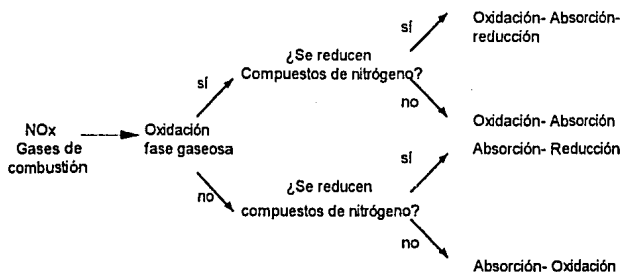 NOx
Gases de
combustión
Oxidación
fase gaseosa
sí
¿Se reducen
Compuestos de nitrógeno?
sí
Oxidación- Absorción-
reducción
no
Oxidación- Absorción
no
¿Se reducen
compuestos de nitrógeno?
sí
Absorción- Reducción
no
Absorción- Oxidación